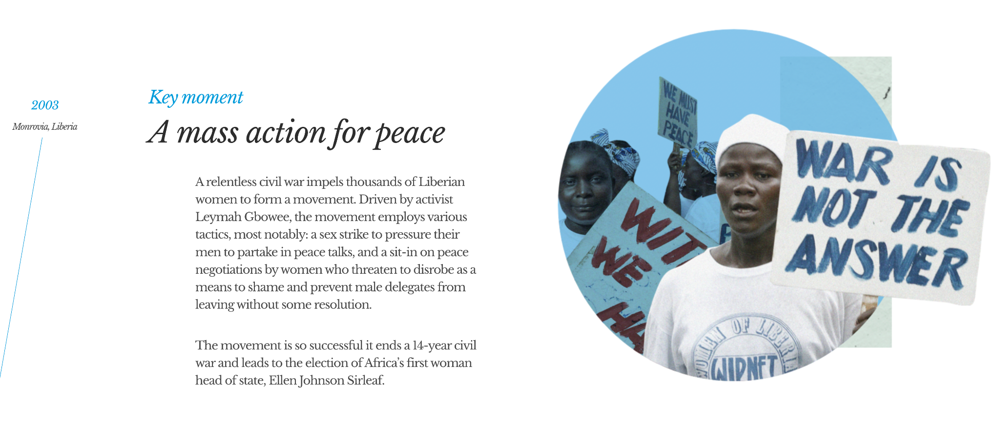 2003
Monrovia, Liberia
Key moment
A mass action for peace
A relentless civil war impels thousands of Liberian
women to form a movement. Driven by activist
Leymah Gbowee, the movement employs various
tactics, most notably: a sex strike to pressure their
men to partake in peace talks, and a sit-in on peace
negotiations by women who threaten to disrobe as a
means to shame and prevent male delegates from
leaving without some resolution.
The movement is so successful it ends a 14-year civil
war and leads to the election of Africa’s first woman
head of state, Ellen Johnson Sirleaf.
WE MUST
HAVE
PEACE
WIT
WE
HA
WAR IS
NOT THE
ANSWER
WOMEN OF LIBERIA
WIPNET